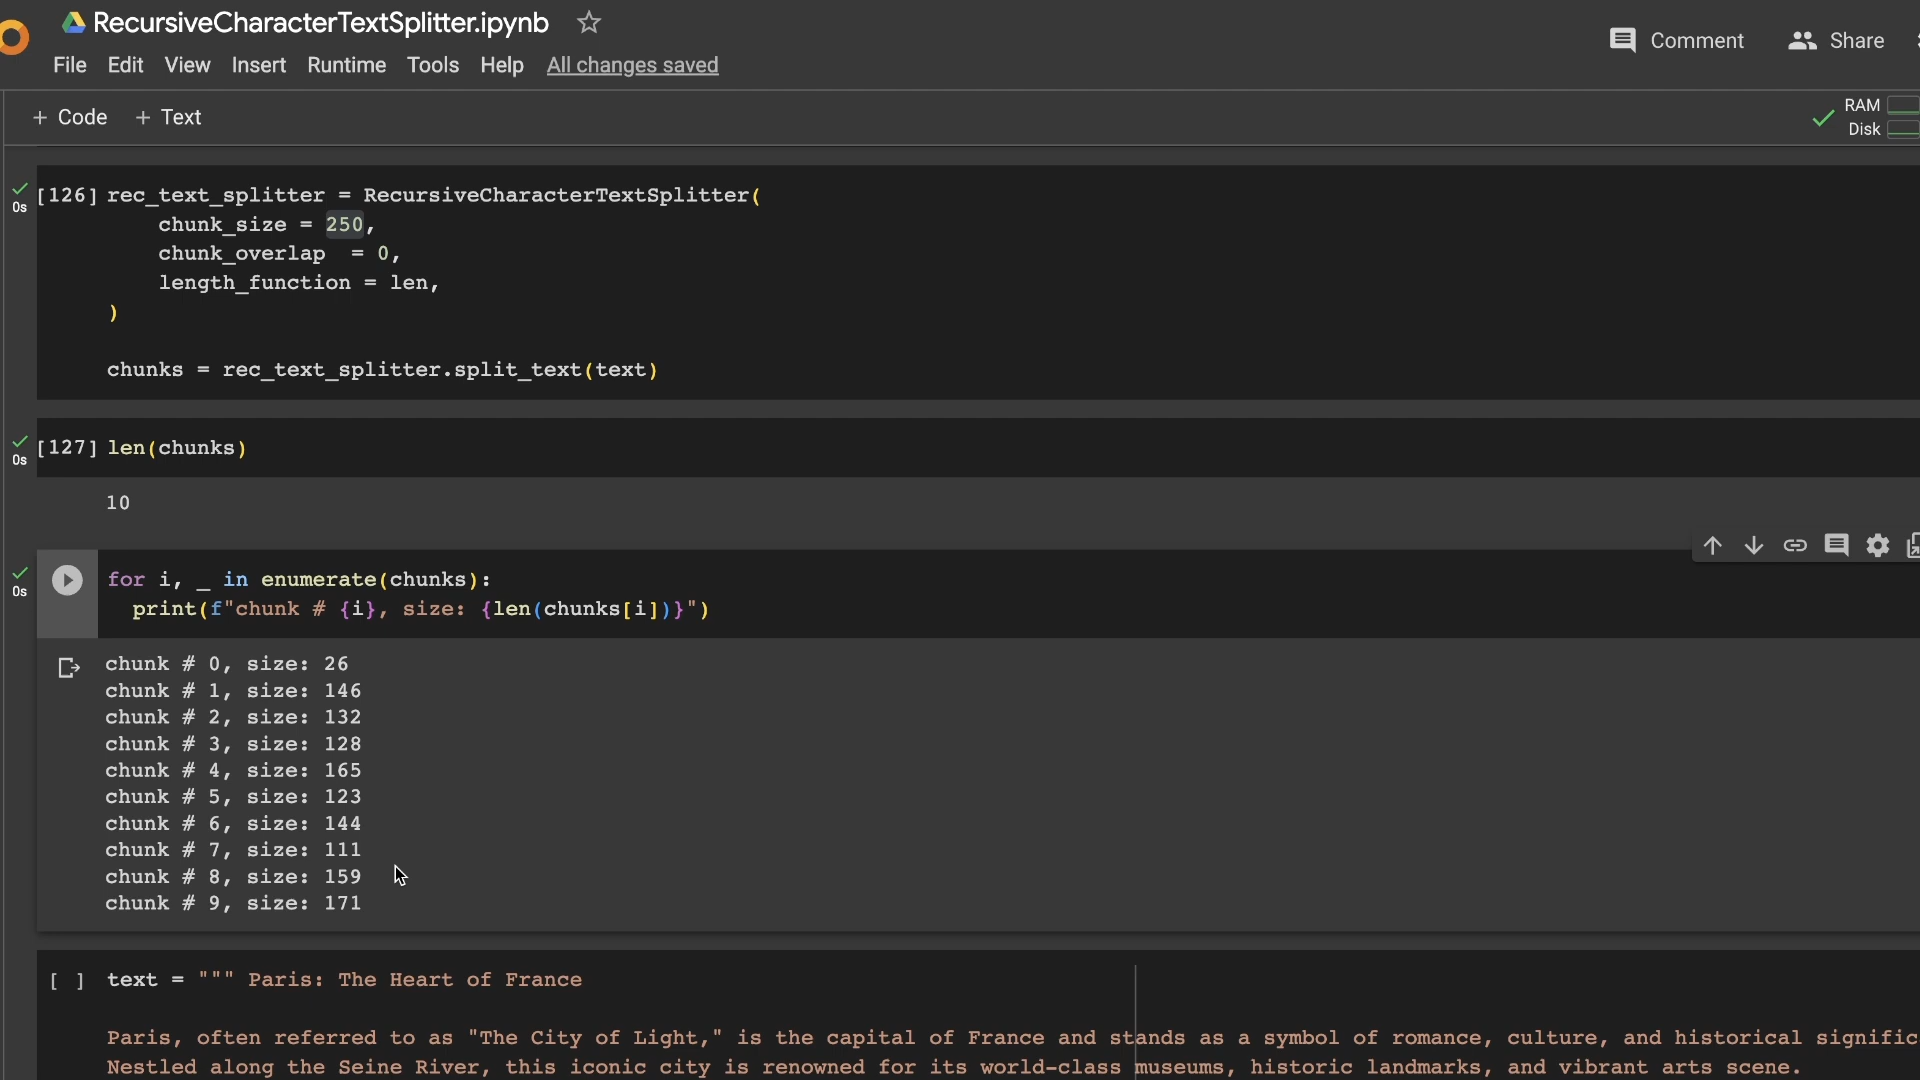 RecursiveCharacterTextSplitter.ipynb
Comment Share
File Edit View Insert Runtime Tools Help All changes saved
+ Code + Text
RAM
Disk
[126] rec_text_splitter = RecursiveCharacterTextSplitter(
0s
chunk_size = 250,
chunk_overlap = 0,
length_function = len,
)
chunks = rec_text_splitter.split_text(text)
[127] len(chunks)
0s
10
for i, _ in enumerate(chunks):
0s
print(f"chunk # {i}, size: {len(chunks[i])}")
chunk # 0, size: 26
chunk # 1, size: 146
chunk # 2, size: 132
chunk # 3, size: 128
chunk # 4, size: 165
chunk # 5, size: 123
chunk # 6, size: 144
chunk # 7, size: 111
chunk # 8, size: 159
chunk # 9, size: 171
[ ] text = """ Paris: The Heart of France
Paris, often referred to as "The City of Light," is the capital of France and stands as a symbol of romance, culture, and historical signific
Nestled along the Seine River, this iconic city is renowned for its world-class museums, historic landmarks, and vibrant arts scene.